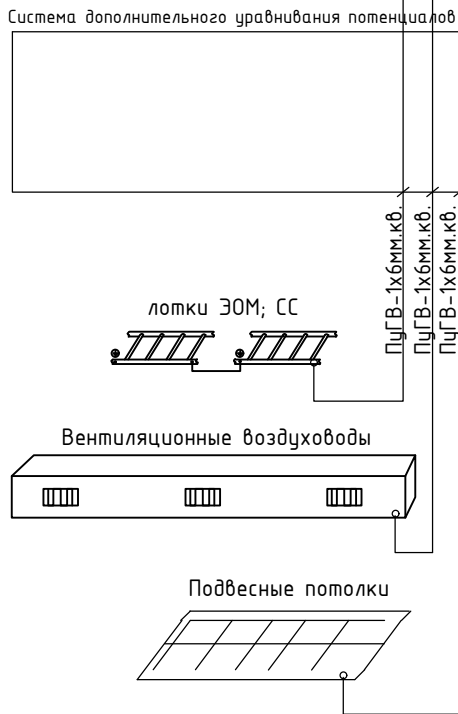 Система дополнительного уравнивания потенциалов
ПуГВ-1х6мм.кв.
ПуГВ-1х6мм.кв.
ПуГВ-1х6мм.кв.
лотки ЭОМ; СС
Вентиляционные воздуховоды
Подвесные потолки